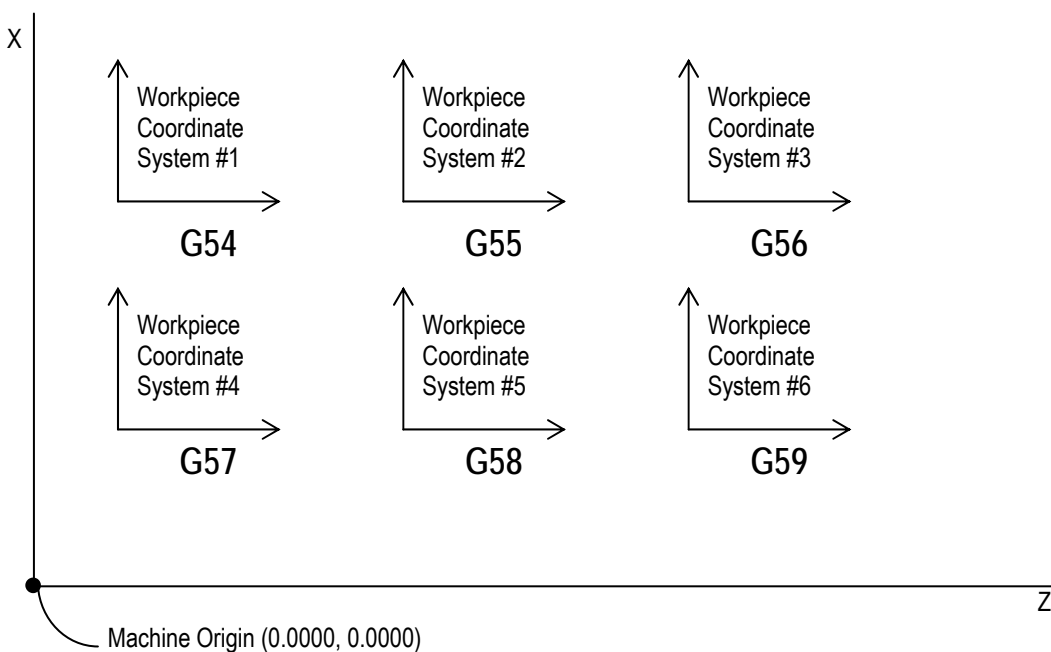 X
Workpiece
Coordinate
System #1
G54
Workpiece
Coordinate
System #2
G55
Workpiece
Coordinate
System #3
G56
Workpiece
Coordinate
System #4
G57
Workpiece
Coordinate
System #5
G58
Workpiece
Coordinate
System #6
G59
Z
Machine Origin (0.0000, 0.0000)